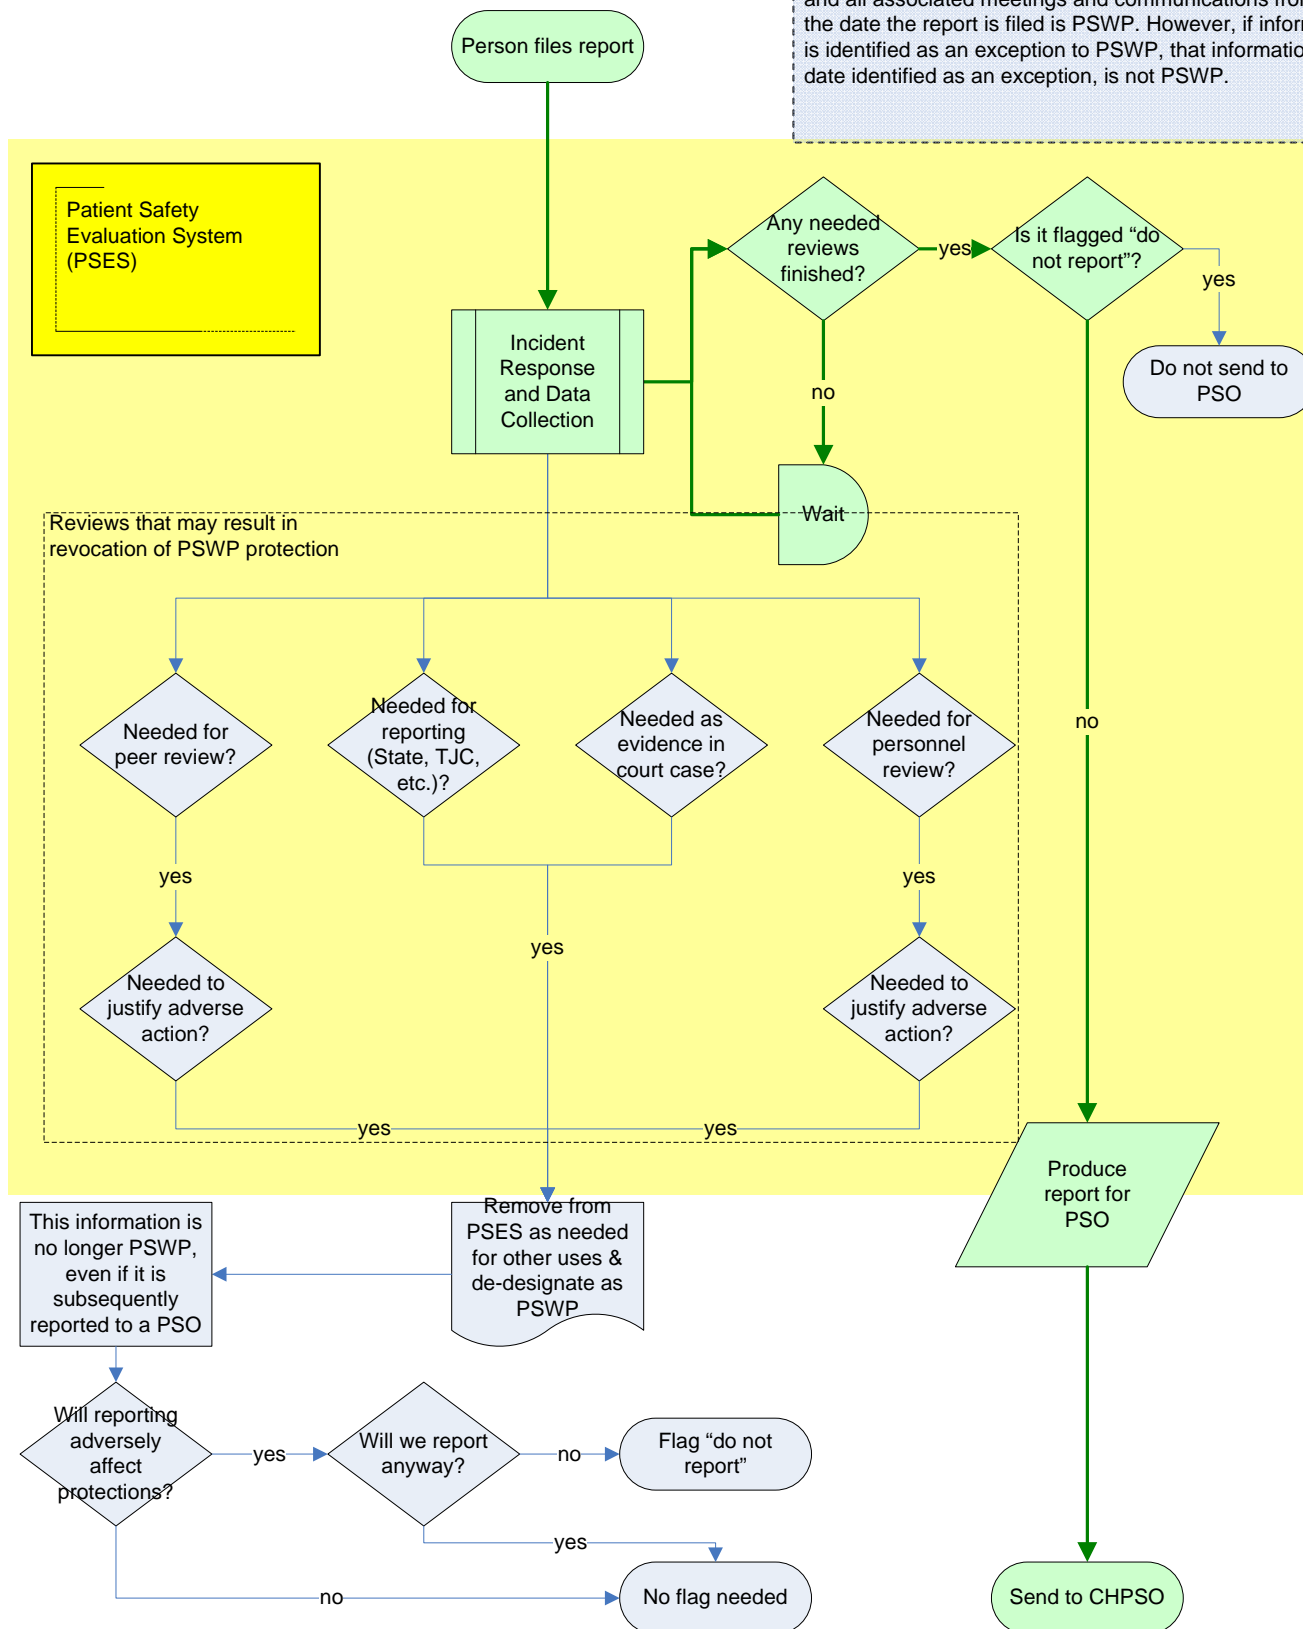 and all associated meetings and communications
the date the report is filed is PSWP. However, if
is identified as an exception to PSWP, that
date identified as an exception, is not PSWP.
Person files report
Patient Safety
Evaluation System
(PSES)
Any needed
reviews
finished?
yes
Is it flagged “do
not report”?
yes
Do not send to
PSO
Incident
Response
and Data
Collection
no
Wait
Reviews that may result in
revocation of PSWP protection
no
Needed for
peer review?
Needed for
reporting
(State, TJC,
etc.)?
Needed as
evidence in
court case?
Needed for
personnel
review?
yes
yes
yes
Needed to
justify adverse
action?
Needed to
justify adverse
action?
yes
yes
Produce
report for
PSO
This information is
no longer PSWP,
even if it is
subsequently
reported to a PSO
Remove from
PSES as needed
for other uses &
de-designate as
PSWP
Will reporting
adversely
affect
protections?
yes
Will we report
anyway?
no
Flag “do not
report”
yes
no
No flag needed
Send to CHPSO